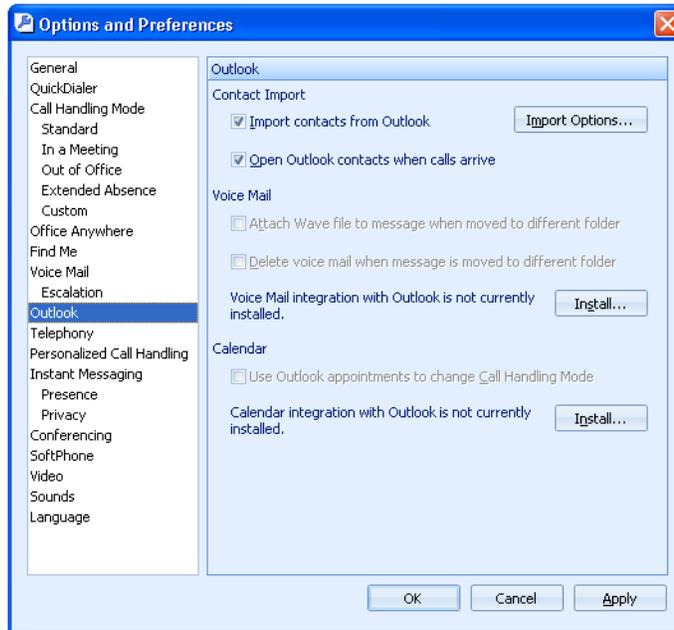 Options and Preferences
General
QuickDialer
Call Handling Mode
Standard
In a Meeting
Out of Office
Extended Absence
Custom
Office Anywhere
Find Me
Voice Mail
Escalation
Outlook
Telephony
Personalized Call Handling
Instant Messaging
Presence
Privacy
Conferencing
SoftPhone
Video
Sounds
Language
Outlook
Contact Import
Import contacts from Outlook
Import Options...
Open Outlook contacts when calls arrive
Voice Mail
Attach Wave file to message when moved to different folder
Delete voice mail when message is moved to different folder
Voice Mail integration with Outlook is not currently
installed.
Install...
Calendar
Use Outlook appointments to change Call Handling Mode
Calendar integration with Outlook is not currently
installed.
Install...
OK
Cancel
Apply